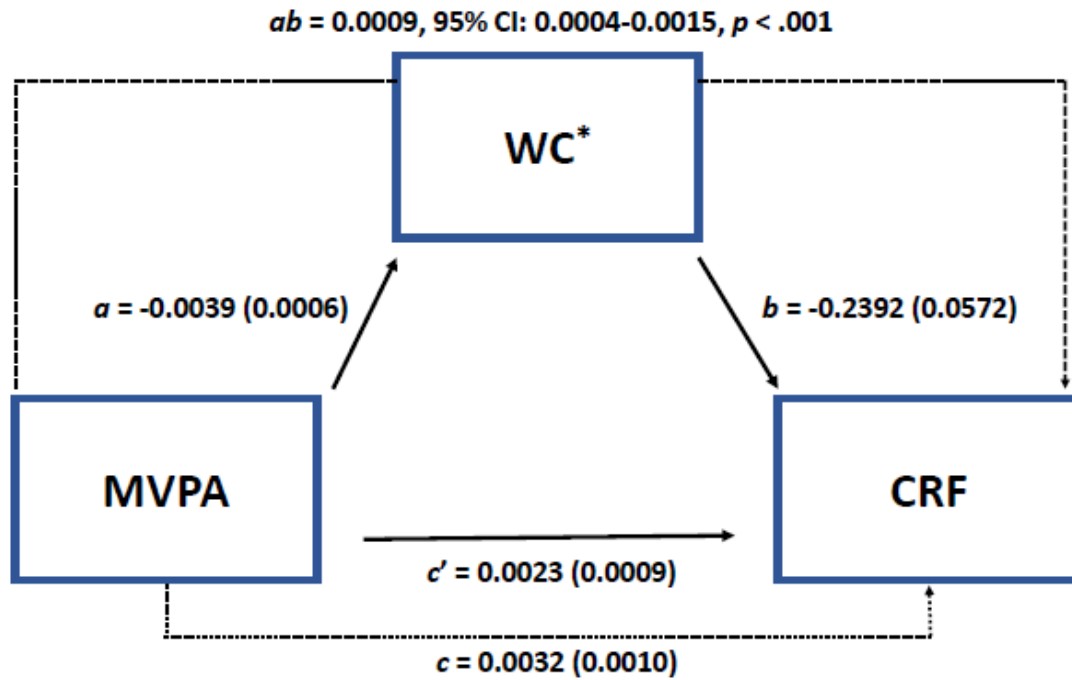 ab = 0.0009, 95% CI: 0.0004-0.0015, p < .001
WC*
a = -0.0039 (0.0006)
b = -0.2392 (0.0572)
MVPA
CRF
c′ = 0.0023 (0.0009)
c = 0.0032 (0.0010)